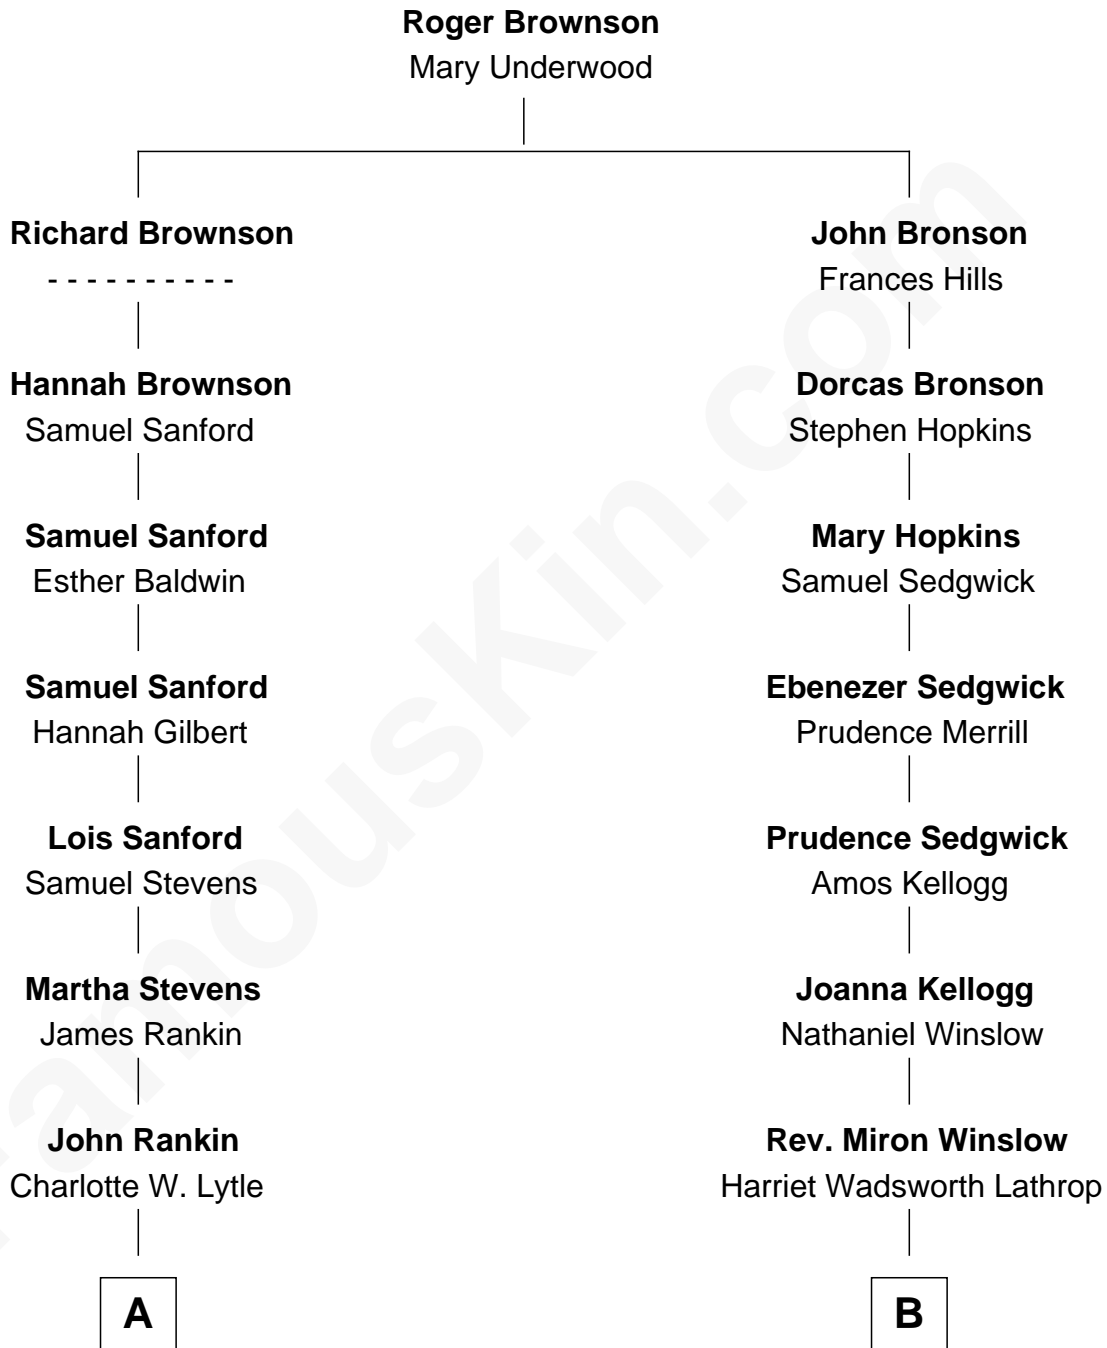 Roger Brownson
Mary Underwood
Richard Brownson
- - - - - - - - - -
John Bronson
Frances Hills
Hannah Brownson
Samuel Sanford
Dorcas Bronson
Stephen Hopkins
Samuel Sanford
Esther Baldwin
Mary Hopkins
Samuel Sedgwick
Samuel Sanford
Hannah Gilbert
Ebenezer Sedgwick
Prudence Merrill
Lois Sanford
Samuel Stevens
Prudence Sedgwick
Amos Kellogg
Martha Stevens
James Rankin
Joanna Kellogg
Nathaniel Winslow
John Rankin
Charlotte W. Lytle
Rev. Miron Winslow
Harriet Wadsworth Lathrop
A
B
FamousKin.com